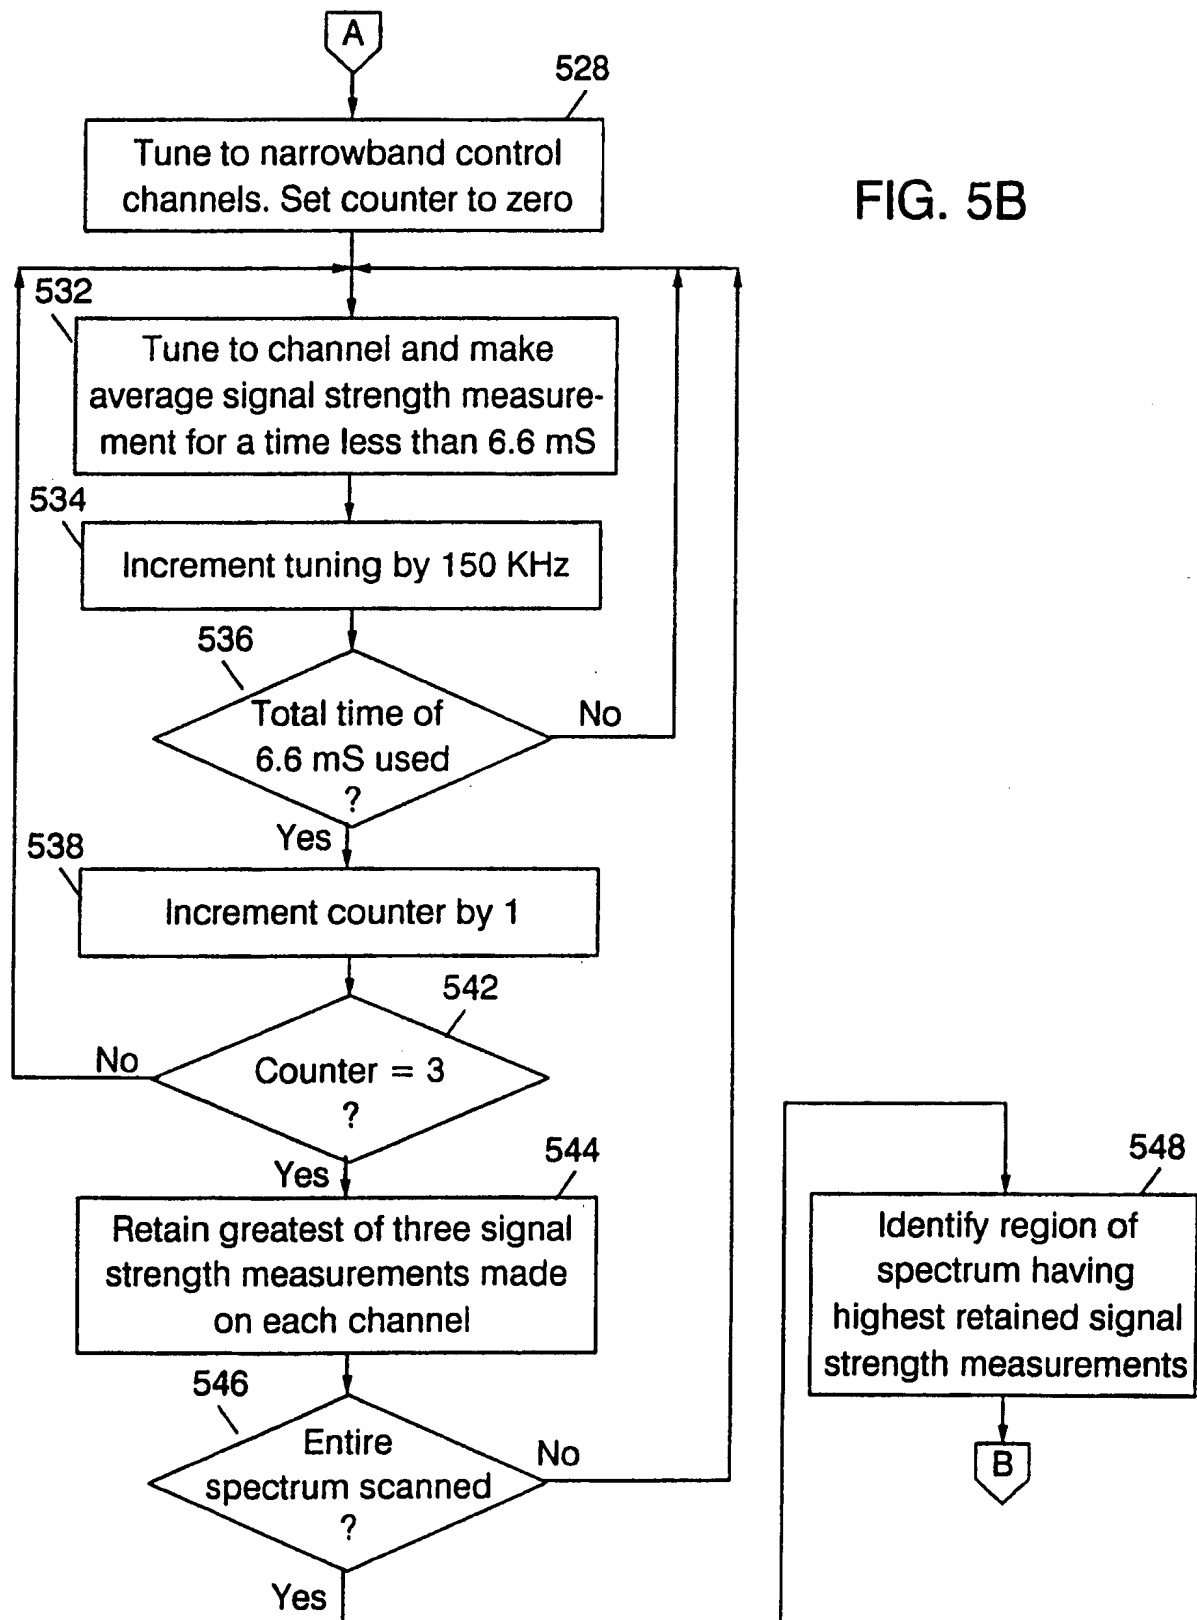 A
528
Tune to narrowband control
channels. Set counter to zero
FIG. 5B
532
Tune to channel and make
average signal strength measure-
ment for a time less than 6.6 mS
534
Increment tuning by 150 KHz
536
Total time of
6.6 mS used
?
No
Yes
538
Increment counter by 1
542
Counter = 3
?
No
Yes
544
Retain greatest of three signal
strength measurements made
on each channel
546
Entire
spectrum scanned
?
No
Yes
548
Identify region of
spectrum having
highest retained signal
strength measurements
B